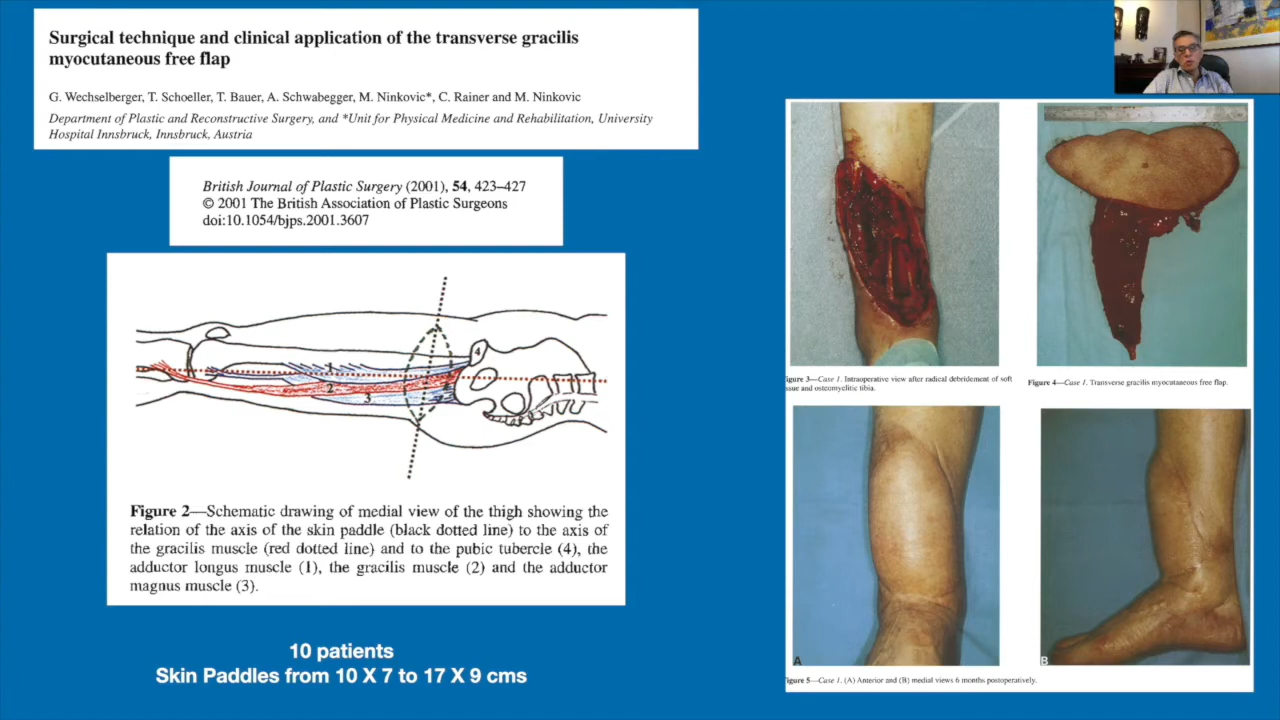 Surgical technique and clinical application of the transverse gracilis
myocutaneous free flap
G. Wechselberger, T. Schoeller, T. Bauer, A. Schwabegger, M. Ninkovic*, C. Rainer and M. Ninkovic
Department of Plastic and Reconstructive Surgery, and *Unit for Physical Medicine and Rehabilitation, University
Hospital Innsbruck, Innsbruck, Austria
British Journal of Plastic Surgery (2001), 54, 423–427
© 2001 The British Association of Plastic Surgeons
doi:10.1054/bjps.2001.3607
4
1
2
3
Figure 2—Schematic drawing of medial view of the thigh showing the
relation of the axis of the skin paddle (black dotted line) to the axis of
the gracilis muscle (red dotted line) and to the pubic tubercle (4), the
adductor longus muscle (1), the gracilis muscle (2) and the adductor
magnus muscle (3).
10 patients
Skin Paddles from 10 X 7 to 17 X 9 cms
igure 3—Case 1. Intraoperative view after radical debridement of soft
ssue and osteomyelitic tibia.
Figure 4—Case 1. Transverse gracilis myocutaneous free flap.
A
B
igure 5—Case 1. (A) Anterior and (B) medial views 6 months postoperatively.